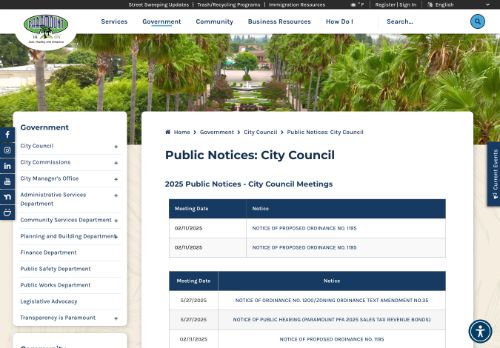 Street Sweeping Updates | Trash/Recycling Programs | Immigration Resources
°F
Register | Sign In
English
PARAMOUNT
Services
Government
Community
Business Resources
How Do I
Search...
Government
City Council +
City Commissions +
City Manager's Office +
Administrative Services Department +
Community Services Department +
Planning and Building Department +
Finance Department
Public Safety Department
Public Works Department
Legislative Advocacy
Transparency is Paramount +
Community
Home > Government > City Council > Public Notices: City Council
Public Notices: City Council
2025 Public Notices - City Council Meetings
Meeting Date Notice
02/11/2025 NOTICE OF PROPOSED ORDINANCE NO. 1195
02/11/2025 NOTICE OF PROPOSED ORDINANCE NO. 1195
Meeting Date Notice
5/27/2025 NOTICE OF ORDINANCE NO. 1200/ZONING ORDINANCE TEXT AMENDMENT NO.35
5/27/2025 NOTICE OF PUBLIC HEARING (PARAMOUNT PFA 2025 SALES TAX REVENUE BONDS)
02/11/2025 NOTICE OF PROPOSED ORDINANCE NO. 1195
Current Events